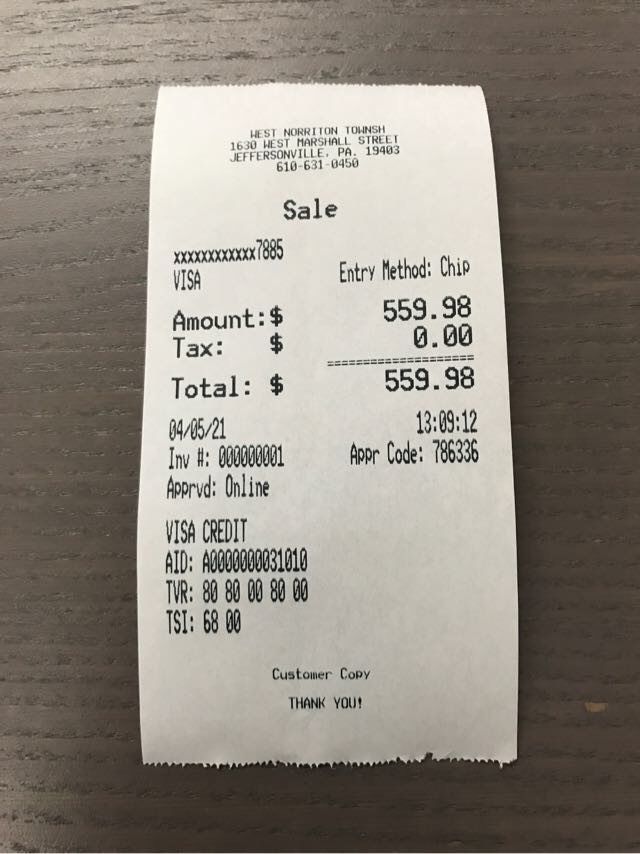 WEST NORRITON TOWNSH
1630 WEST MARSHALL STREET
JEFFERSONVILLE, PA. 19403
610-631-0450
Sale
xxxxxxxxxxxx7885
VISA Entry Method: Chip
Amount:$ 559.98
Tax: $ 0.00
====================
Total: $ 559.98
04/05/21 13:09:12
Inv #: 000000001 Appr Code: 786336
Apprvd: Online
VISA CREDIT
AID: A0000000031010
TVR: 80 80 00 80 00
TSI: 68 00
Customer Copy
THANK YOU!